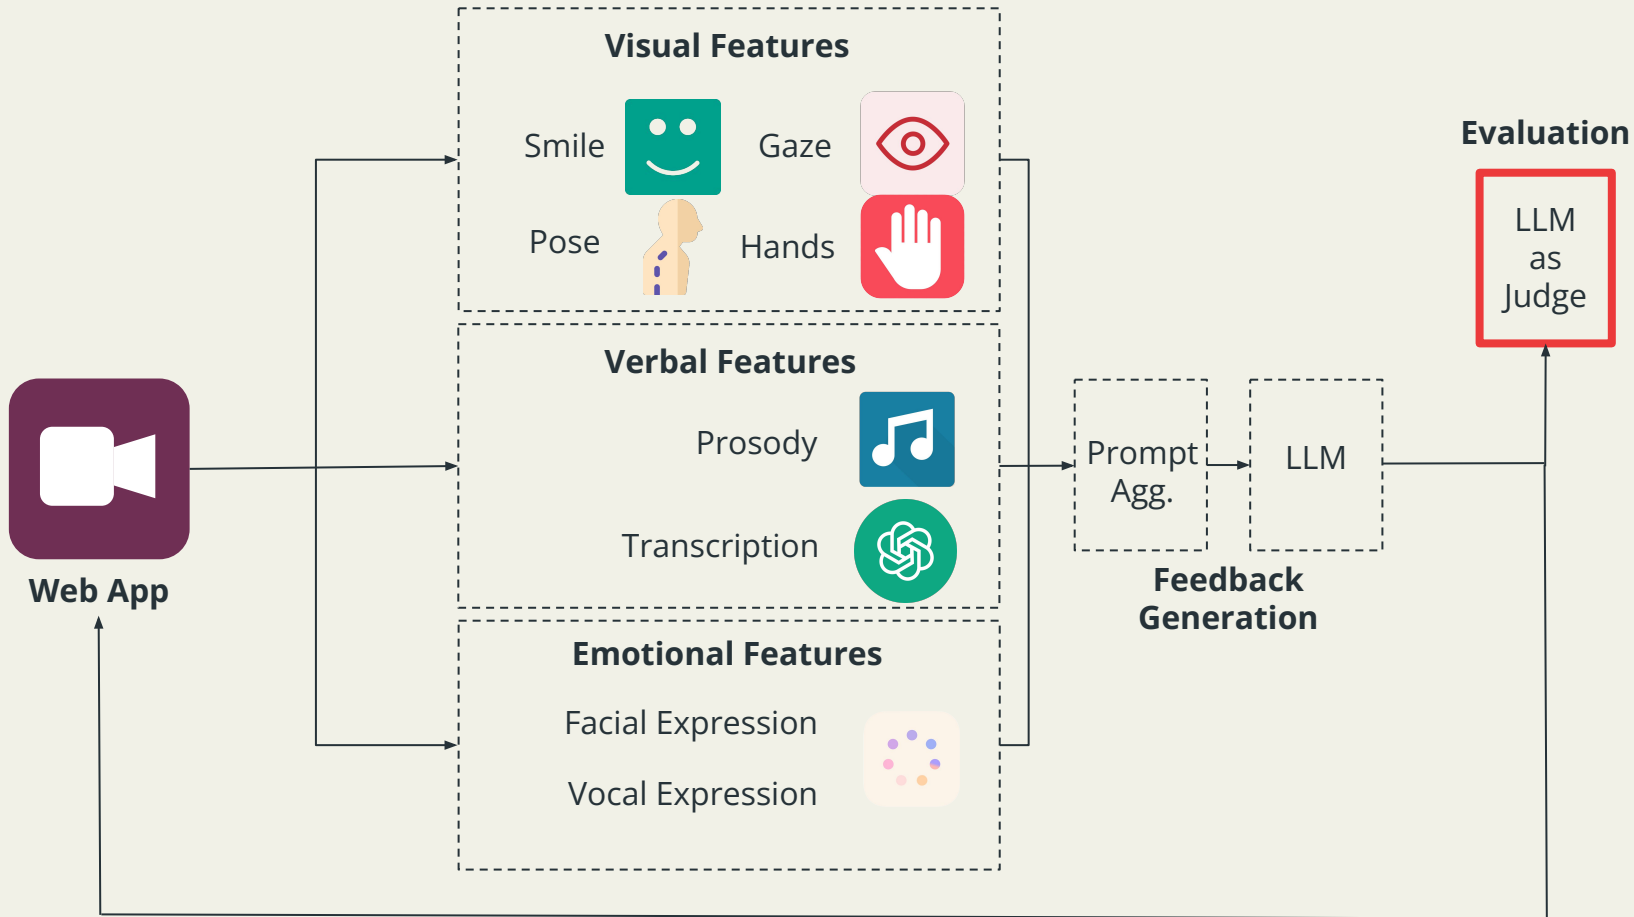 Visual Features
Smile
Gaze
Pose
Hands
Verbal Features
Prosody
Transcription
Emotional Features
Facial Expression
Vocal Expression
Web App
Prompt
Agg.
LLM
Feedback
Generation
Evaluation
LLM
as
Judge